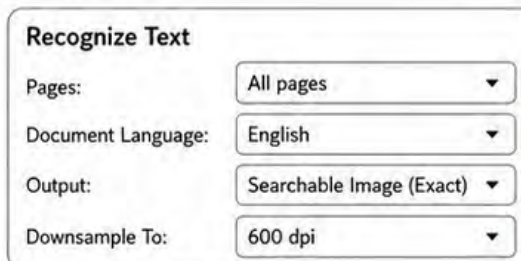 Recognize Text
Pages: All pages
Document Language: English
Output: Searchable Image (Exact)
Downsample To: 600 dpi